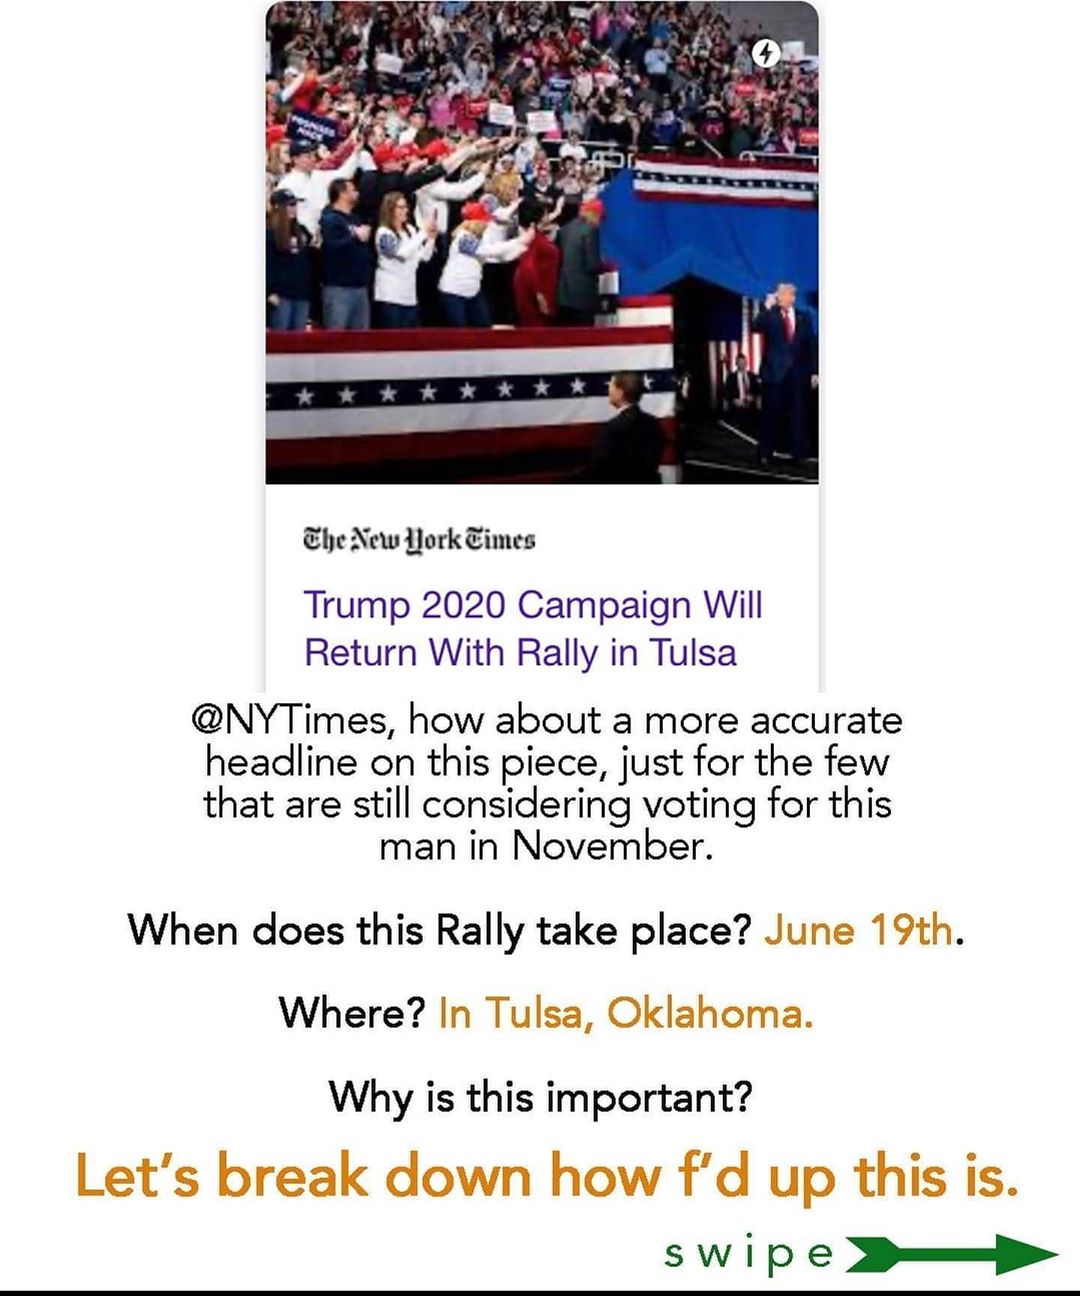 PROMISES
MADE
The New York Times
Trump 2020 Campaign Will
Return With Rally in Tulsa
@NYTimes, how about a more accurate
headline on this piece, just for the few
that are still considering voting for this
man in November.
When does this Rally take place? June 19th.
Where? In Tulsa, Oklahoma.
Why is this important?
Let's break down how f'd up this is.
swipe